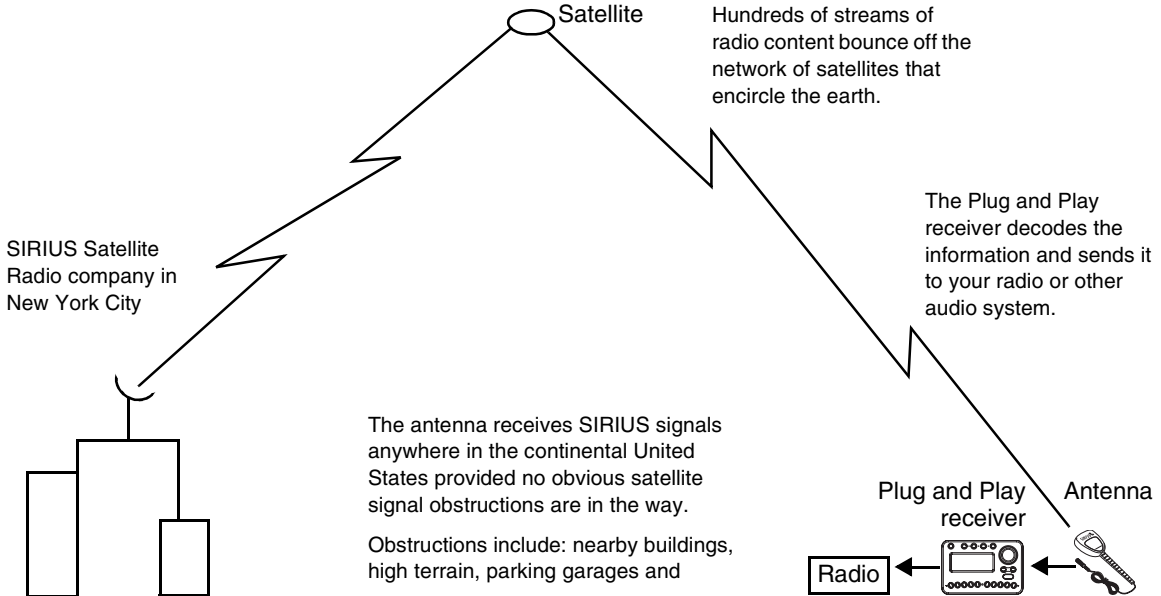 Satellite
Hundreds of streams of
radio content bounce off the
network of satellites that
encircle the earth.
The Plug and Play
receiver decodes the
information and sends it
to your radio or other
audio system.
SIRIUS Satellite
Radio company in
New York City
The antenna receives SIRIUS signals
anywhere in the continental United
States provided no obvious satellite
signal obstructions are in the way.
Obstructions include: nearby buildings,
high terrain, parking garages and
Plug and Play
receiver
Antenna
Radio